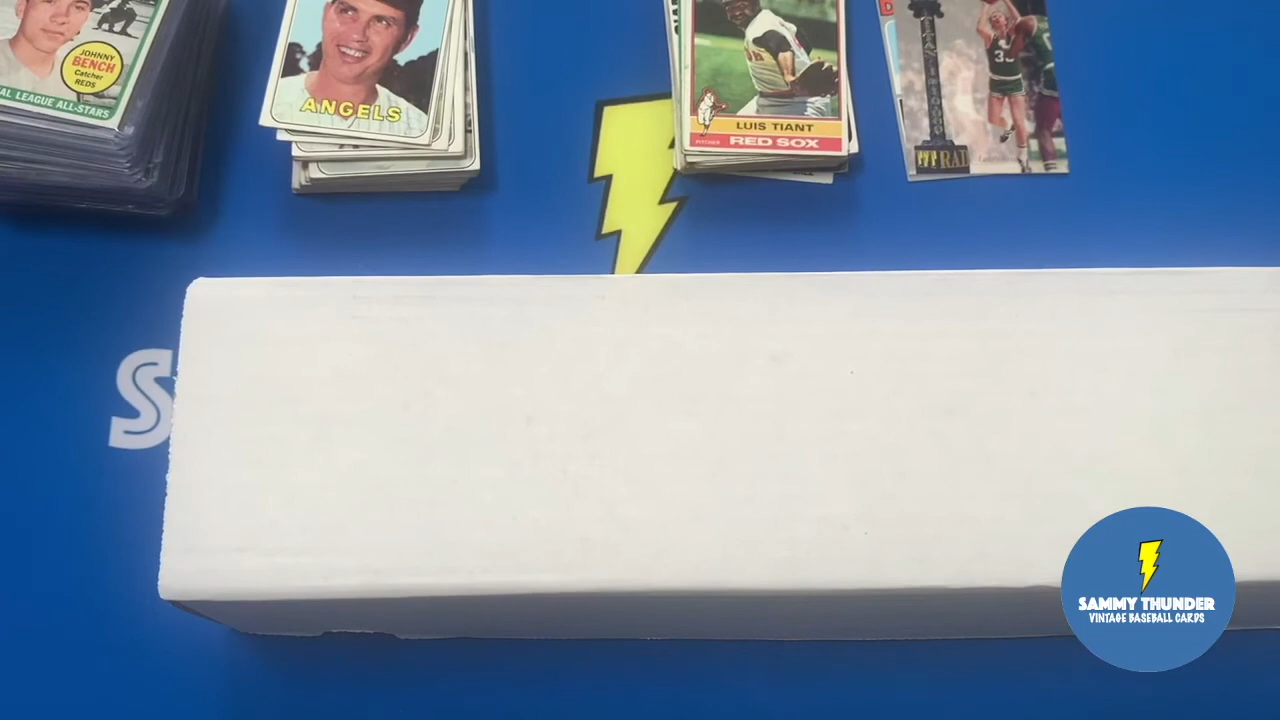 JOHNNY
BENCH
Catcher
REDS
AL LEAGUE ALL-STARS
ANGELS
LUIS TIANT
PITCHER
RED SOX
33
S
SAMMY THUNDER
VINTAGE BASEBALL CARDS